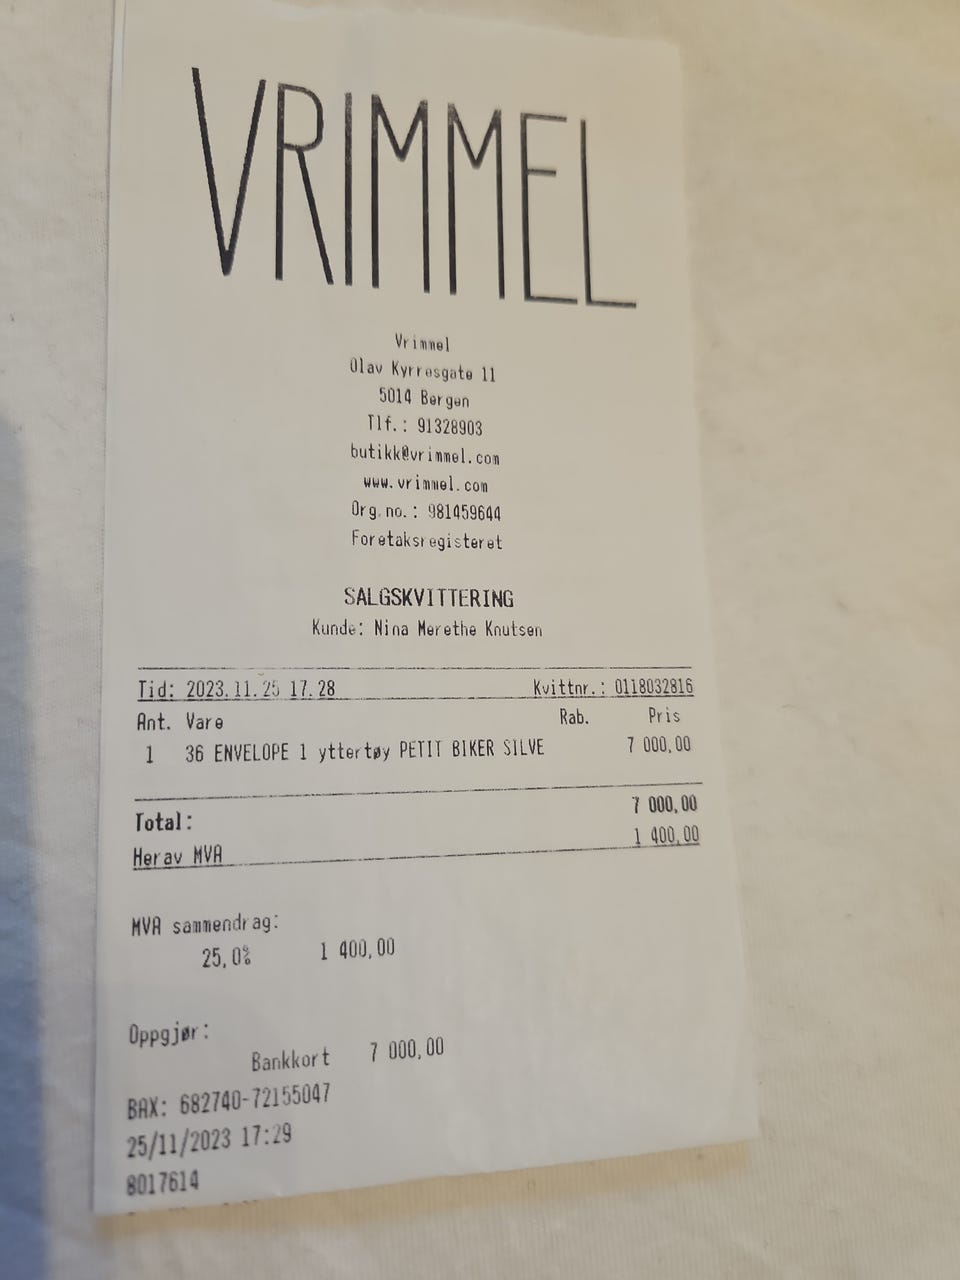 VRIMMEL
Vrimmel
Olav Kyrresgate 11
5014 Bergen
Tlf.: 91328903
butikk@vrimmel.com
www.vrimmel.com
Org.no.: 981459644
Foretaksregisteret
SALGSKVITTERING
Kunde: Nina Merethe Knutsen
Tid: 2023.11.25 17.28 Kvittnr.: 0118032816
Ant. Vare Rab. Pris
1 36 ENVELOPE 1 yttertøy PETIT BIKER SILVE 7 000,00
Total: 7 000,00
Herav MVA 1 400,00
MVA sammendrag:
25,0% 1 400,00
Oppgjør:
Bankkort 7 000,00
BAX: 682740-72155047
25/11/2023 17:29
8017614